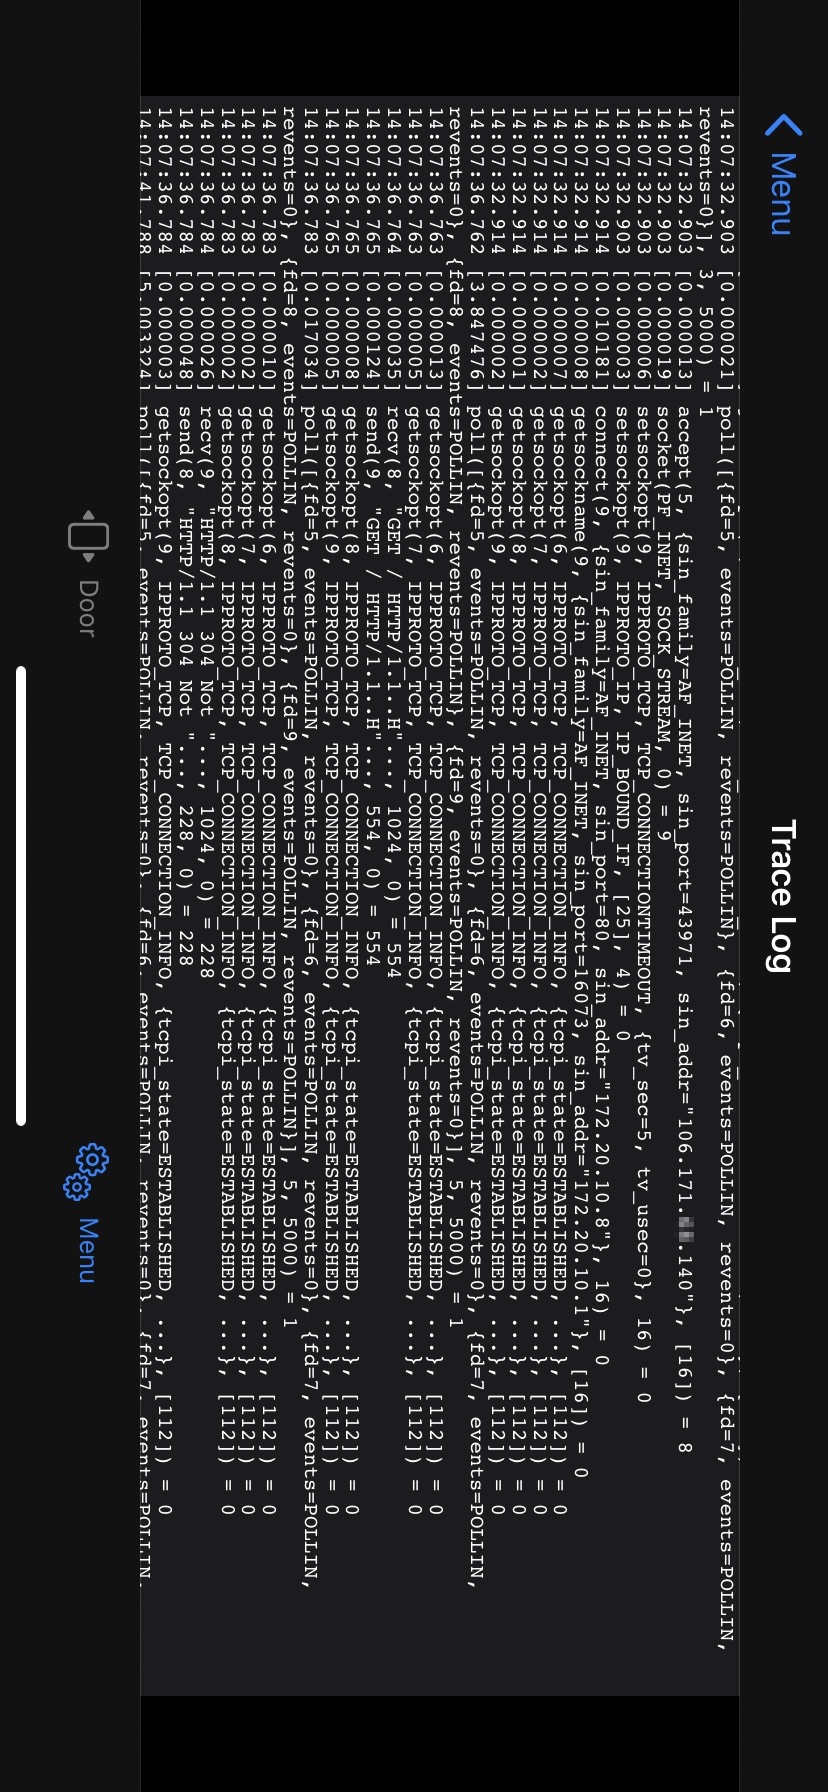 Menu
Trace Log
14:07:32.903 [0.000021] poll([{fd=5, events=POLLIN, revents=POLLIN}, {fd=6, events=POLLIN, revents=0}, {fd=7, events=POLLIN,
revents=0}], 3, 5000) = 1
14:07:32.903 [0.000013] accept(5, {sin_family=AF_INET, sin_port=43971, sin_addr="106.171. .140"}, [16]) = 8
14:07:32.903 [0.000019] socket(PF_INET, SOCK_STREAM, 0) = 9
14:07:32.903 [0.000006] setsockopt(9, IPPROTO_TCP, TCP_CONNECTIONTIMEOUT, {tv_sec=5, tv_usec=0}, 16) = 0
14:07:32.903 [0.000003] setsockopt(9, IPPROTO_IP, IP_BOUND_IF, [25], 4) = 0
14:07:32.914 [0.010181] connect(9, {sin_family=AF_INET, sin_port=80, sin_addr="172.20.10.8"}, 16) = 0
14:07:32.914 [0.000008] getsockname(9, {sin_family=AF_INET, sin_port=16073, sin_addr="172.20.10.1"}, [16]) = 0
14:07:32.914 [0.000007] getsockopt(6, IPPROTO_TCP, TCP_CONNECTION_INFO, {tcpi_state=ESTABLISHED, ...}, [112]) = 0
14:07:32.914 [0.000002] getsockopt(7, IPPROTO_TCP, TCP_CONNECTION_INFO, {tcpi_state=ESTABLISHED, ...}, [112]) = 0
14:07:32.914 [0.000001] getsockopt(8, IPPROTO_TCP, TCP_CONNECTION_INFO, {tcpi_state=ESTABLISHED, ...}, [112]) = 0
14:07:32.914 [0.000002] getsockopt(9, IPPROTO_TCP, TCP_CONNECTION_INFO, {tcpi_state=ESTABLISHED, ...}, [112]) = 0
14:07:36.762 [3.847476] poll([{fd=5, events=POLLIN, revents=0}, {fd=6, events=POLLIN, revents=0}, {fd=7, events=POLLIN,
revents=0}, {fd=8, events=POLLIN, revents=POLLIN}, {fd=9, events=POLLIN, revents=0}], 5, 5000) = 1
14:07:36.763 [0.000013] getsockopt(6, IPPROTO_TCP, TCP_CONNECTION_INFO, {tcpi_state=ESTABLISHED, ...}, [112]) = 0
14:07:36.763 [0.000005] getsockopt(7, IPPROTO_TCP, TCP_CONNECTION_INFO, {tcpi_state=ESTABLISHED, ...}, [112]) = 0
14:07:36.764 [0.000035] recv(8, "GET / HTTP/1.1..H"..., 1024, 0) = 554
14:07:36.765 [0.000124] send(9, "GET / HTTP/1.1..H"..., 554, 0) = 554
14:07:36.765 [0.000008] getsockopt(8, IPPROTO_TCP, TCP_CONNECTION_INFO, {tcpi_state=ESTABLISHED, ...}, [112]) = 0
14:07:36.765 [0.000005] getsockopt(9, IPPROTO_TCP, TCP_CONNECTION_INFO, {tcpi_state=ESTABLISHED, ...}, [112]) = 0
14:07:36.783 [0.017034] poll([{fd=5, events=POLLIN, revents=0}, {fd=6, events=POLLIN, revents=0}, {fd=7, events=POLLIN,
revents=0}, {fd=8, events=POLLIN, revents=0}, {fd=9, events=POLLIN, revents=POLLIN}], 5, 5000) = 1
14:07:36.783 [0.000010] getsockopt(6, IPPROTO_TCP, TCP_CONNECTION_INFO, {tcpi_state=ESTABLISHED, ...}, [112]) = 0
14:07:36.783 [0.000002] getsockopt(7, IPPROTO_TCP, TCP_CONNECTION_INFO, {tcpi_state=ESTABLISHED, ...}, [112]) = 0
14:07:36.783 [0.000002] getsockopt(8, IPPROTO_TCP, TCP_CONNECTION_INFO, {tcpi_state=ESTABLISHED, ...}, [112]) = 0
14:07:36.784 [0.000026] recv(9, "HTTP/1.1 304 Not "..., 1024, 0) = 228
14:07:36.784 [0.000048] send(8, "HTTP/1.1 304 Not "..., 228, 0) = 228
14:07:36.784 [0.000003] getsockopt(9, IPPROTO_TCP, TCP_CONNECTION_INFO, {tcpi_state=ESTABLISHED, ...}, [112]) = 0
14:07:41.788 [5.003324] poll([{fd=5, events=POLLIN, revents=0}, {fd=6, events=POLLIN, revents=0}, {fd=7, events=POLLIN,
Door
Menu